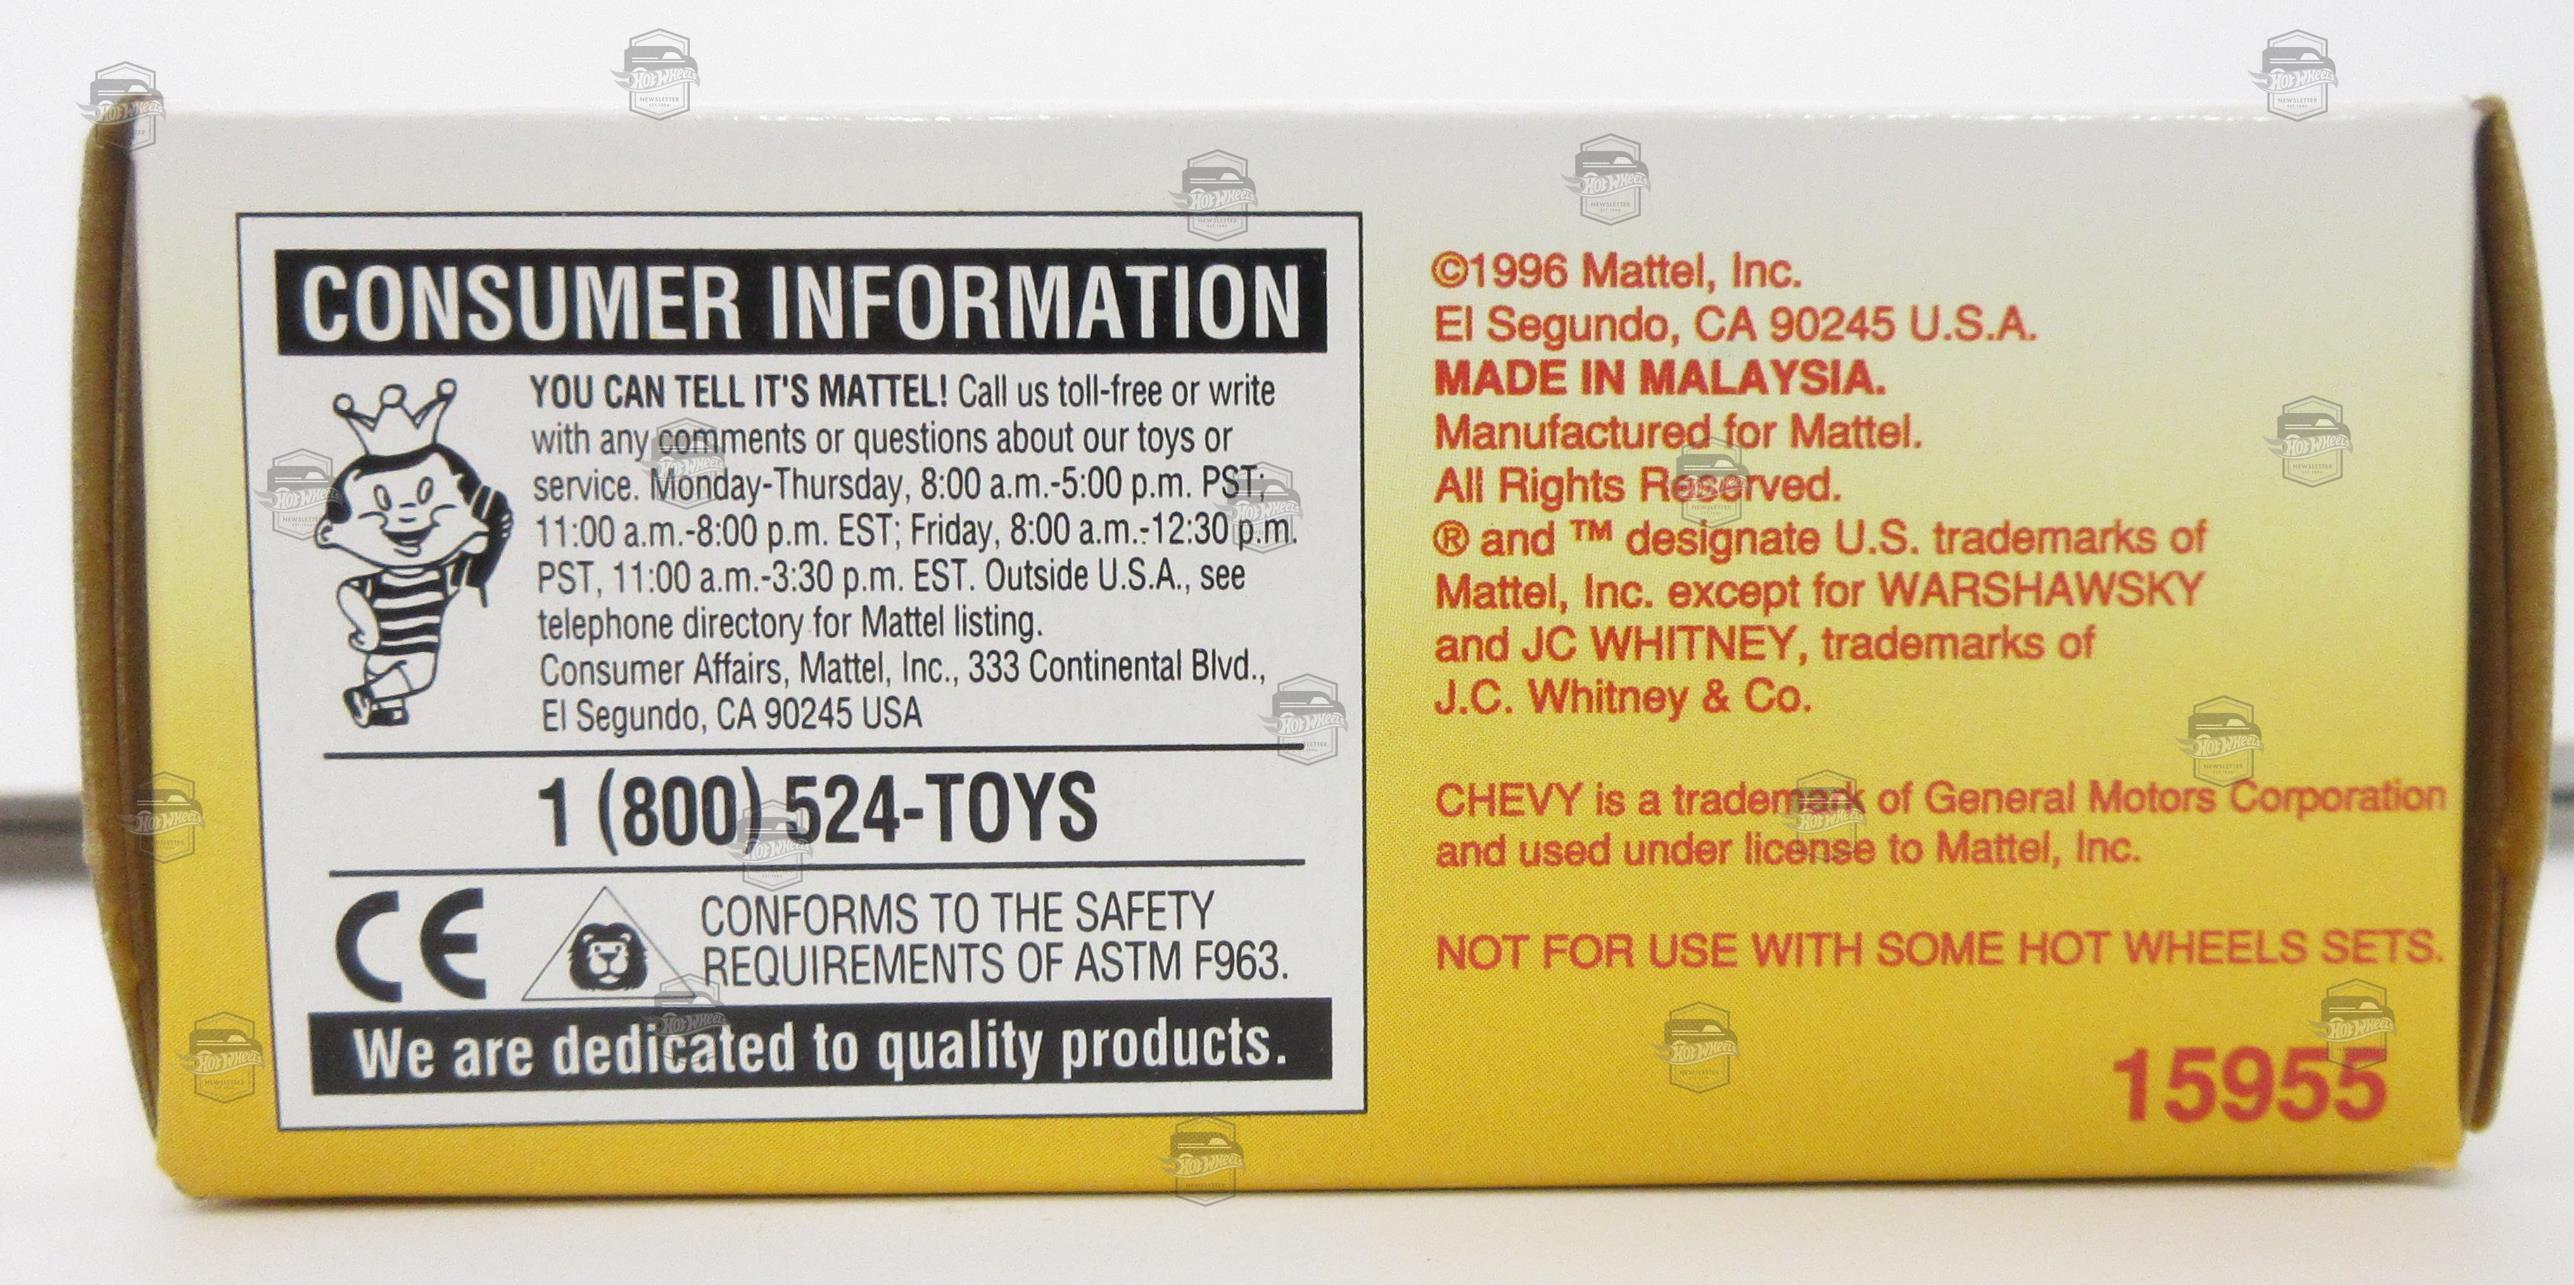 CONSUMER INFORMATION
YOU CAN TELL IT'S MATTEL! Call us toll-free or write
with any comments or questions about our toys or
service. Monday-Thursday, 8:00 a.m.-5:00 p.m. PST;
11:00 a.m.-8:00 p.m. EST; Friday, 8:00 a.m.-12:30 p.m.
PST, 11:00 a.m.-3:30 p.m. EST. Outside U.S.A., see
telephone directory for Mattel listing.
Consumer Affairs, Mattel, Inc., 333 Continental Blvd.,
El Segundo, CA 90245 USA
1 (800) 524-TOYS
CE
CONFORMS TO THE SAFETY
REQUIREMENTS OF ASTM F963.
We are dedicated to quality products.
©1996 Mattel, Inc.
El Segundo, CA 90245 U.S.A.
MADE IN MALAYSIA.
Manufactured for Mattel.
All Rights Reserved.
® and ™ designate U.S. trademarks of
Mattel, Inc. except for WARSHAWSKY
and JC WHITNEY, trademarks of
J.C. Whitney & Co.
CHEVY is a trademark of General Motors Corporation
and used under license to Mattel, Inc.
NOT FOR USE WITH SOME HOT WHEELS SETS.
15955
HOT WHEELS
NEWSLETTER